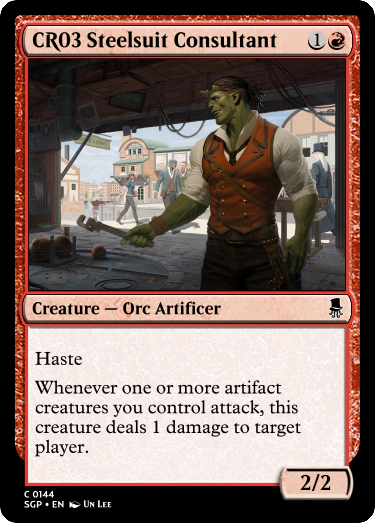 CR03 Steelsuit Consultant 1
Creature — Orc Artificer
Haste
Whenever one or more artifact
creatures you control attack, this
creature deals 1 damage to target
player.
2/2
C 0144
SGP • EN Un Lee